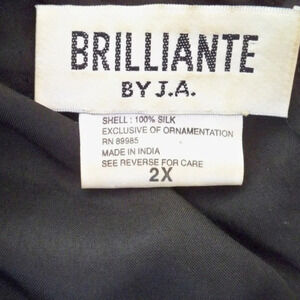 BRILLIANTE
BY J.A.
SHELL: 100% SILK
EXCLUSIVE OF ORNAMENTATION
RN 89985
MADE IN INDIA
SEE REVERSE FOR CARE
2X